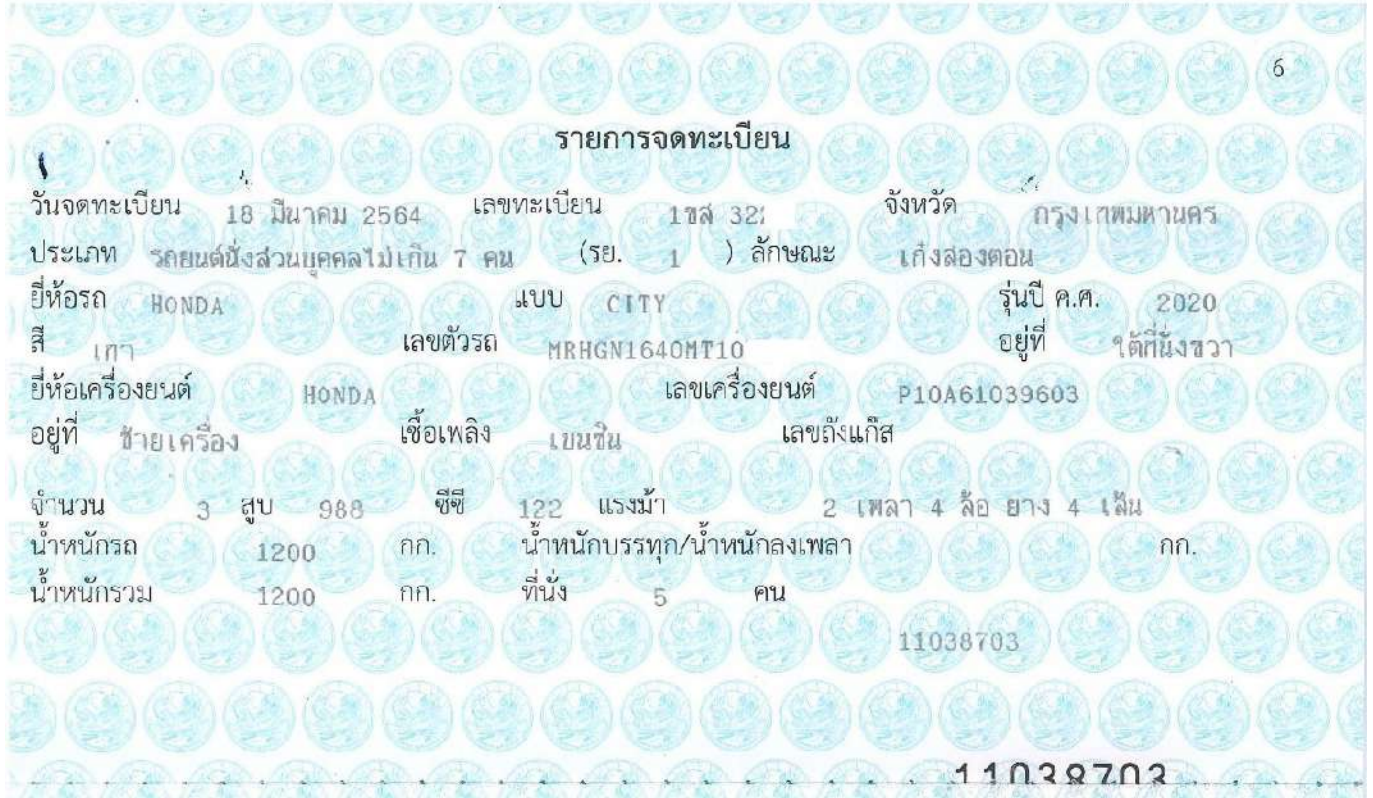 6
รายการจดทะเบียน
วันจดทะเบียน 18 มีนาคม 2564 เลขทะเบียน 1ขส 32 จังหวัด กรุงเทพมหานคร
ประเภท รถยนต์นั่งส่วนบุคคลไม่เกิน 7 คน (รย. 1 ) ลักษณะ เก๋งสองตอน
ยี่ห้อรถ HONDA แบบ CITY รุ่นปี ค.ศ. 2020
สี เทา เลขตัวรถ MRHGN1640MT10 อยู่ที่ ใต้ที่นั่งขวา
ยี่ห้อเครื่องยนต์ HONDA เลขเครื่องยนต์ P10A61039603
อยู่ที่ ซ้ายเครื่อง เชื้อเพลิง เบนซิน เลขถังแก๊ส
จำนวน 3 สูบ 988 ซีซี 122 แรงม้า 2 เพลา 4 ล้อ ยาง 4 เส้น
น้ำหนักรถ 1200 กก. น้ำหนักบรรทุก/น้ำหนักลงเพลา กก.
น้ำหนักรวม 1200 กก. ที่นั่ง 5 คน
11038703
11038703